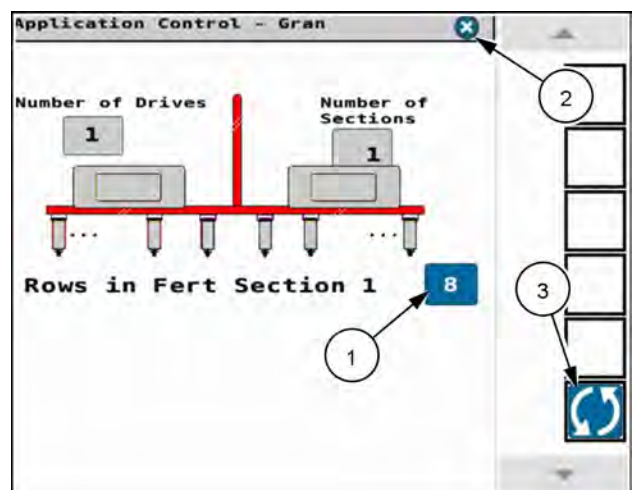 Application Control - Gran
2
Number of Drives
1
Number of
Sections
1
Rows in Fert Section 1
8
3
1
...
...